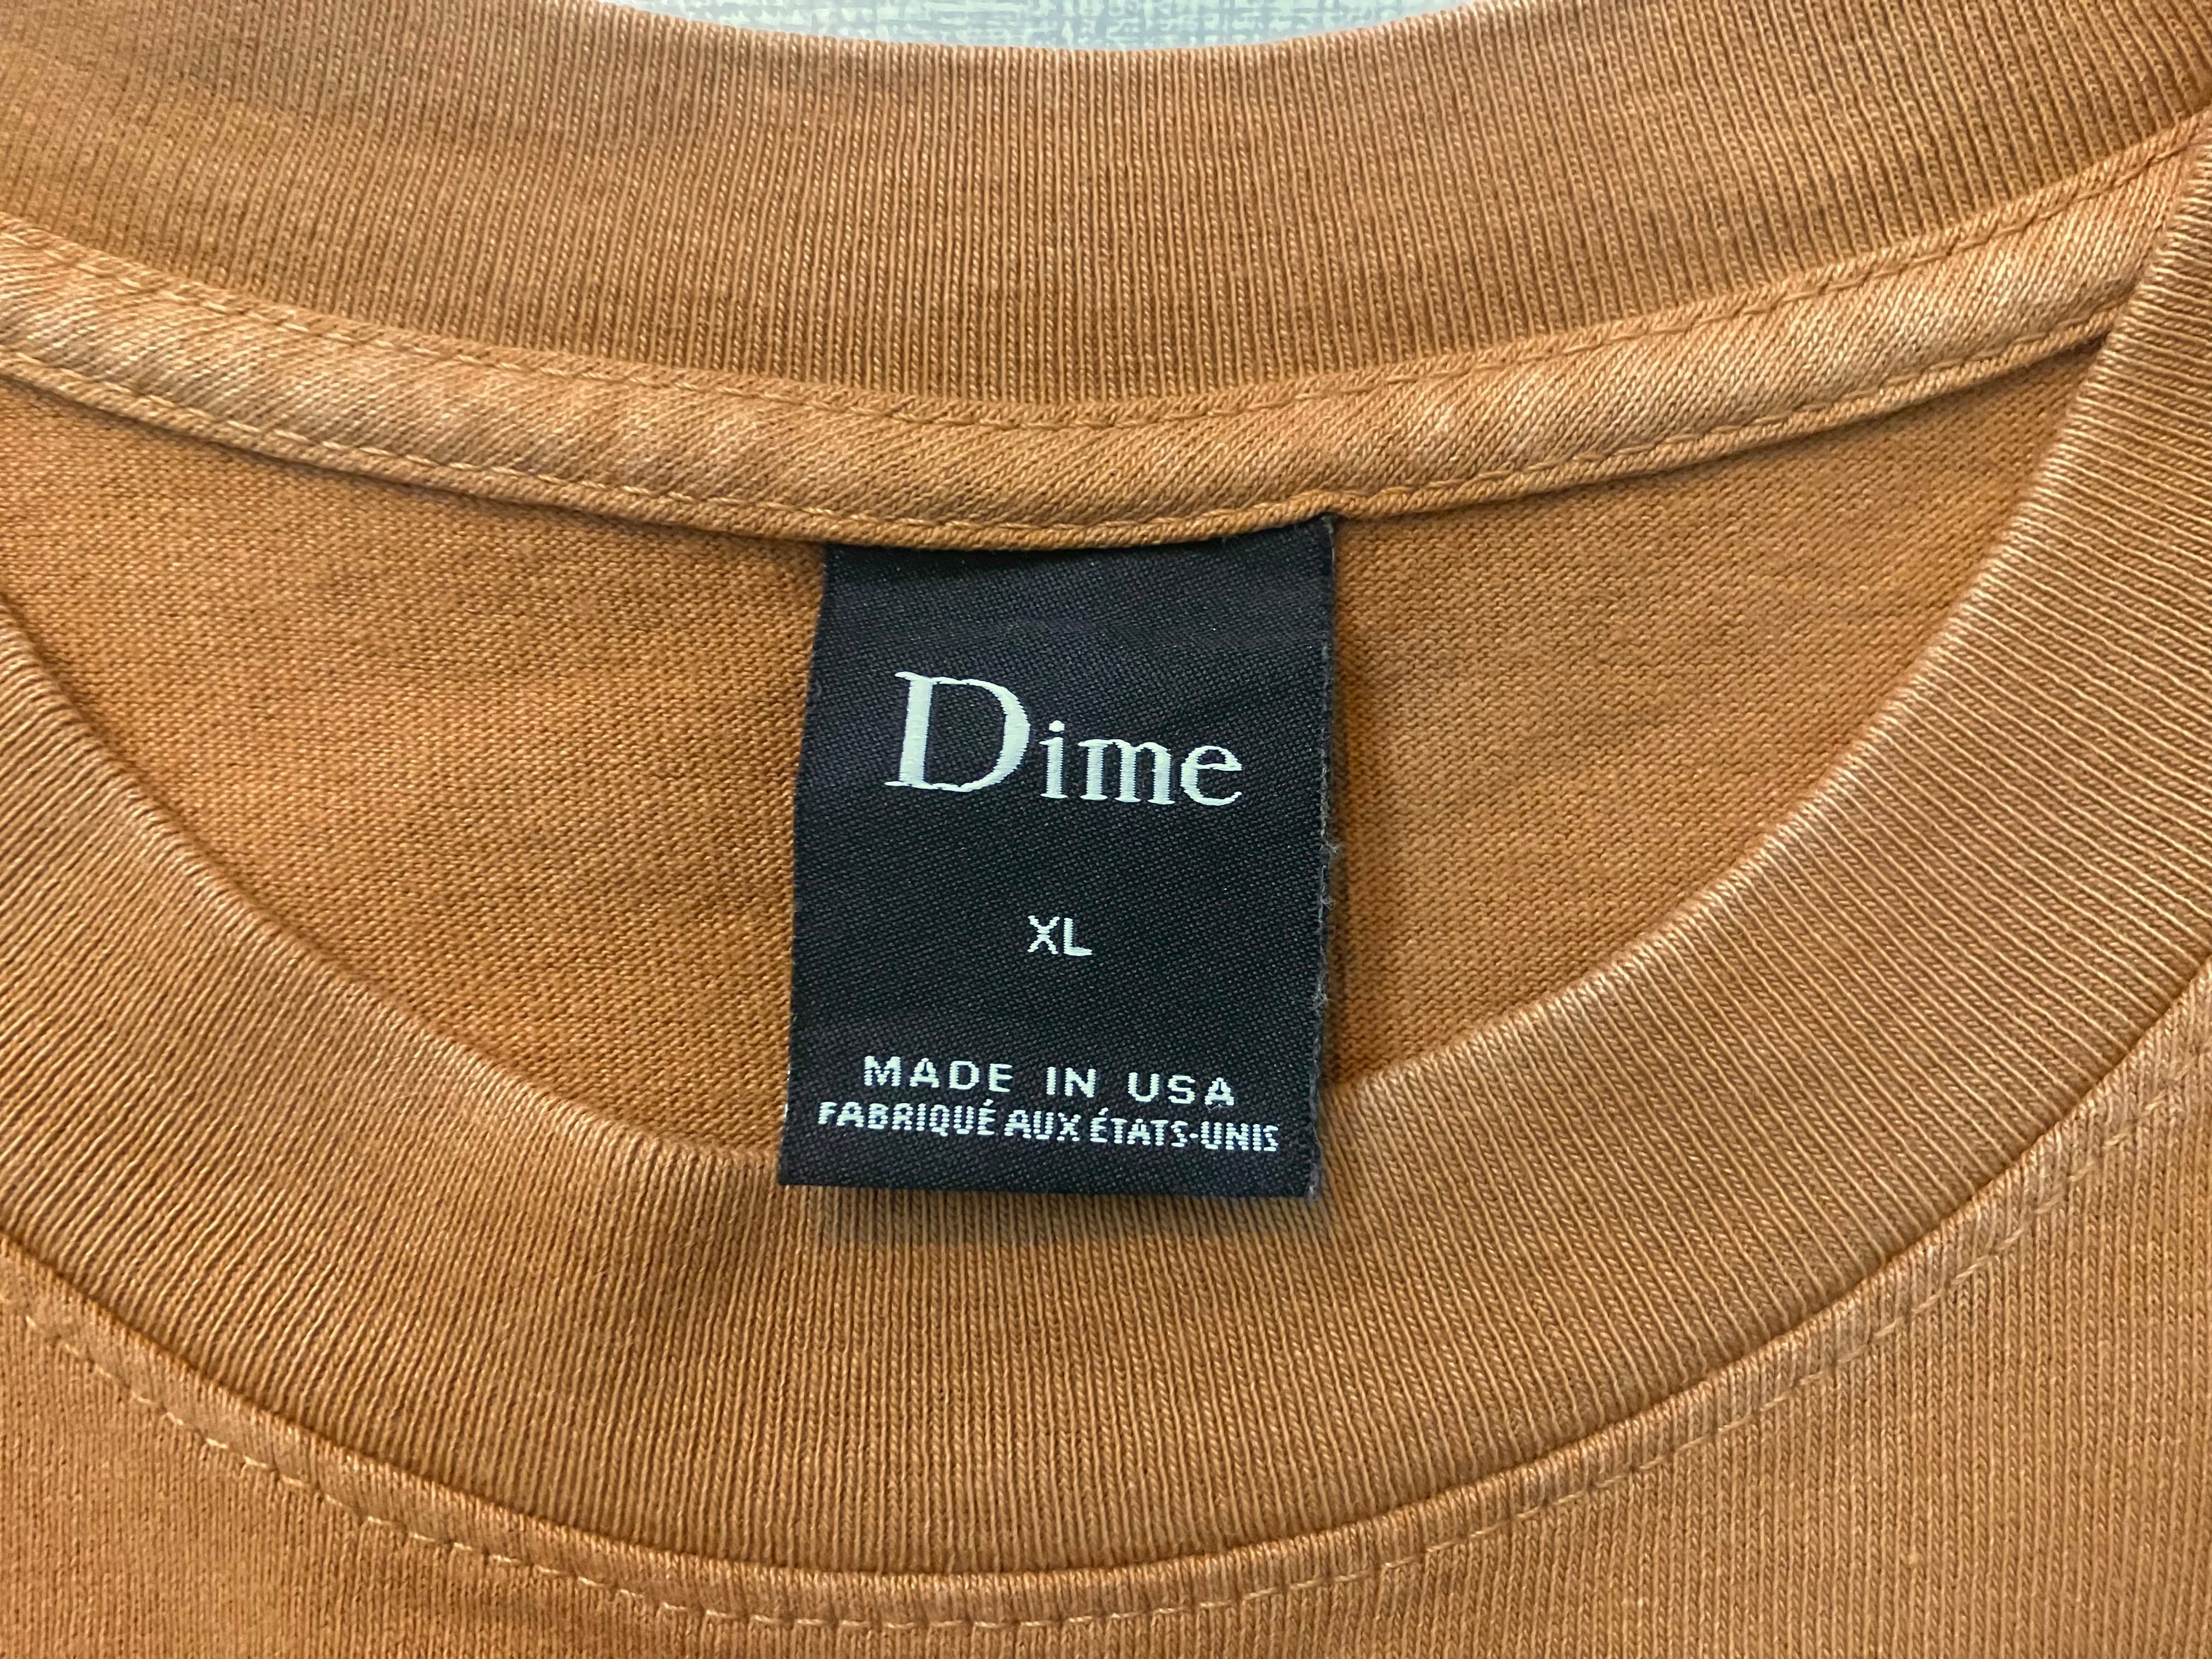 Dime
XL
MADE IN USA
FABRIQUÉ AUX ÉTATS-UNIS